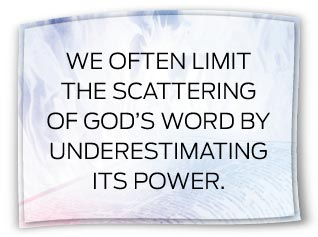 WE OFTEN LIMIT
THE SCATTERING
OF GOD'S WORD BY
UNDERESTIMATING
ITS POWER.